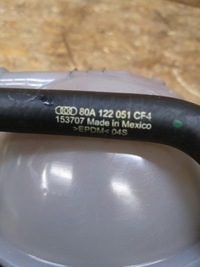 80A 122 051 CF4
153707 Made in Mexico
>EPDM< 04S